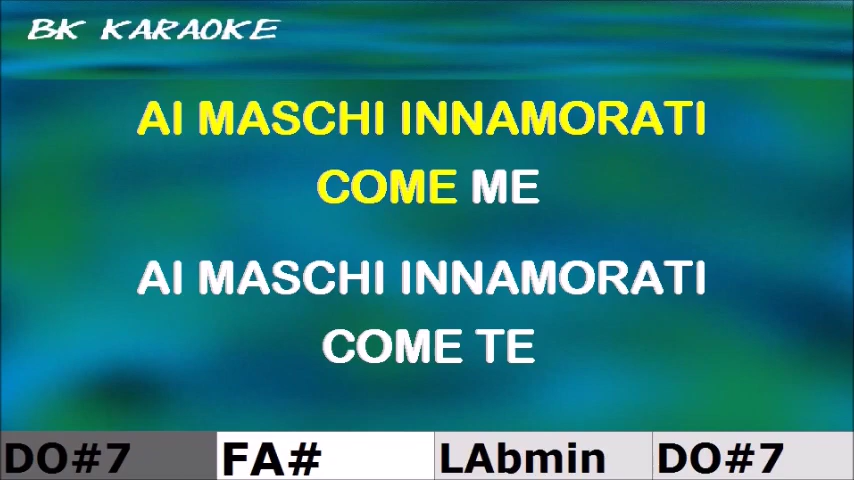 BK KARAOKE
AI MASCHI INNAMORATI
COME ME
AI MASCHI INNAMORATI
COME TE
DO#7 FA# LAbmin DO#7